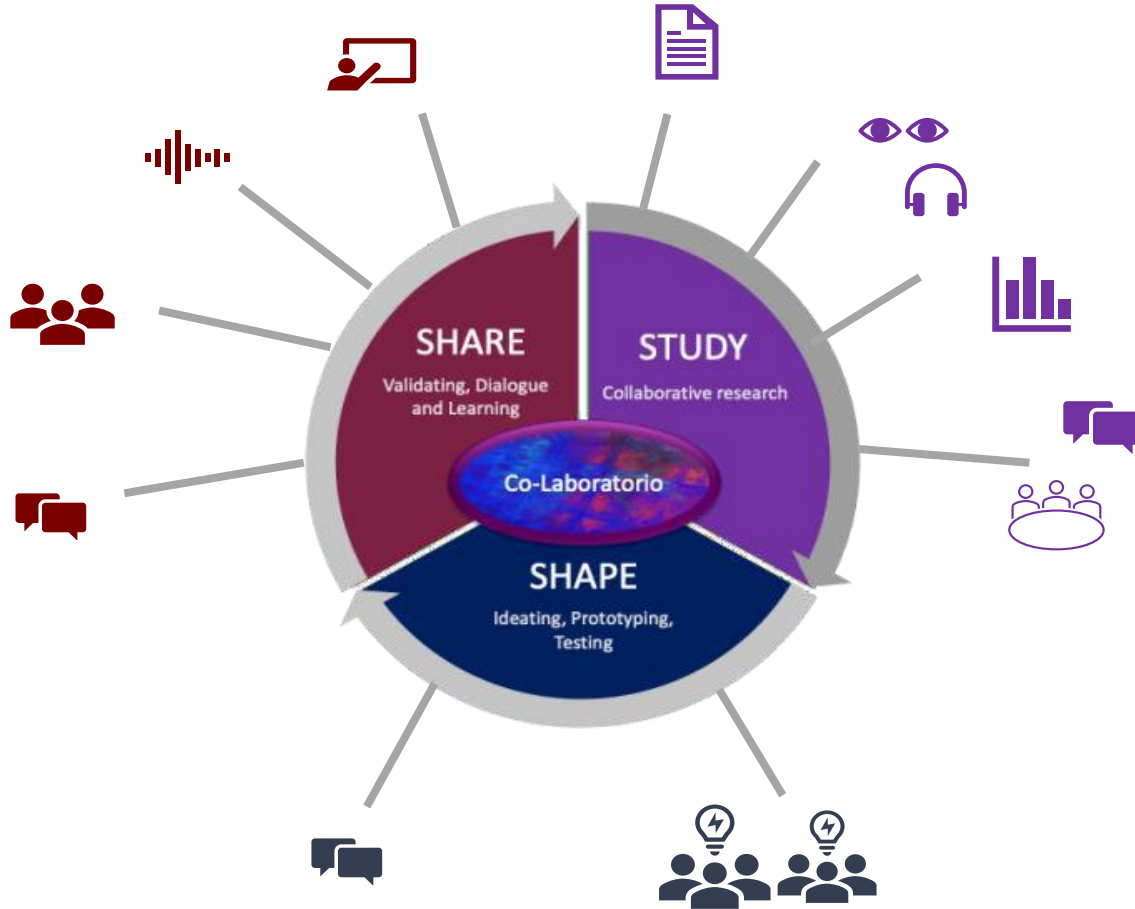 SHARE
Validating, Dialogue
and Learning
STUDY
Collaborative research
Co-Laboratorio
SHAPE
Ideating, Prototyping,
Testing